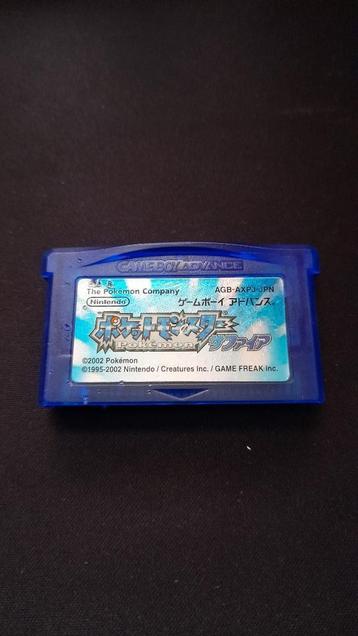 GAME BOY ADVANCE
The Pokémon Company AGB-AXPJ-JPN
Nintendo ゲームボーイ アドバンス®
ポケットモンスター
Pokémon サファイア
©2002 Pokémon
©1995-2002 Nintendo / Creatures inc. / GAME FREAK inc.